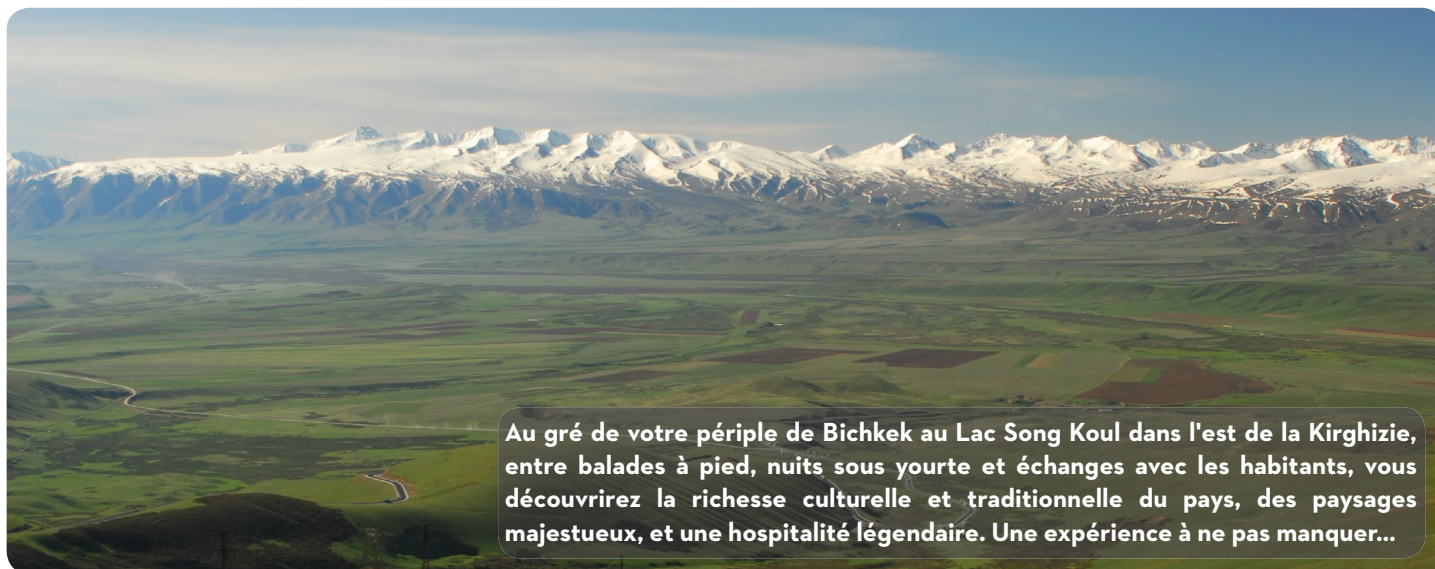 Au gré de votre périple de Bichkek au Lac Song Koul dans l'est de la Kirghizie,
entre balades à pied, nuits sous yourte et échanges avec les habitants, vous
découvrirez la richesse culturelle et traditionnelle du pays, des paysages
majestueux, et une hospitalité légendaire. Une expérience à ne pas manquer...